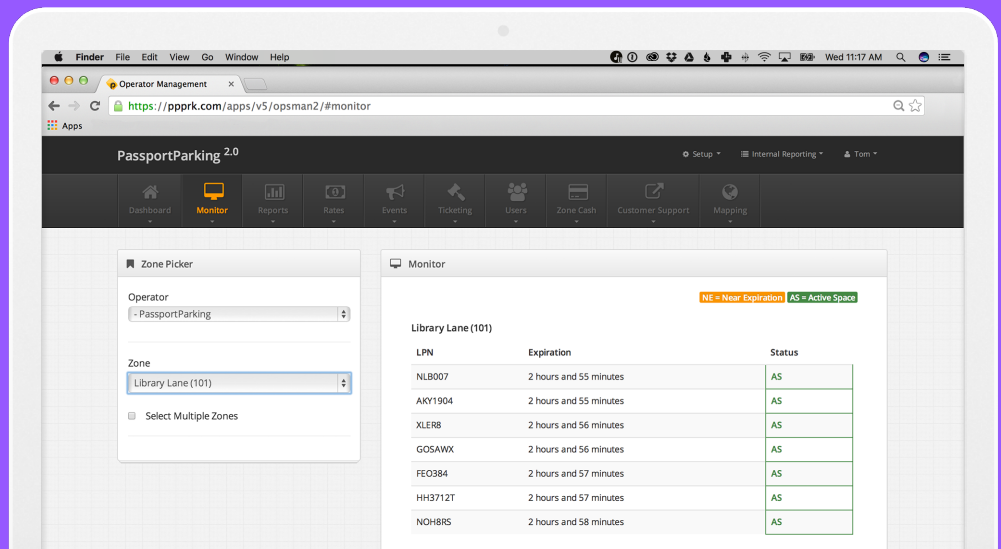 Finder File Edit View Go Window Help Wed 11:17 AM
Operator Management x
https://ppprk.com/apps/v5/opsman2/#monitor
Apps
PassportParking 2.0 Setup Internal Reporting Tom
Dashboard Monitor Reports Rates Events Ticketing Users Zone Cash Customer Support Mapping
Zone Picker
Operator
- PassportParking
Zone
Library Lane (101)
Select Multiple Zones
Monitor
NE = Near Expiration AS = Active Space
Library Lane (101)
LPN Expiration Status
NLB007 2 hours and 55 minutes AS
AKY1904 2 hours and 55 minutes AS
XLER8 2 hours and 56 minutes AS
GOSAWX 2 hours and 56 minutes AS
FEO384 2 hours and 57 minutes AS
HH3712T 2 hours and 57 minutes AS
NOH8RS 2 hours and 58 minutes AS